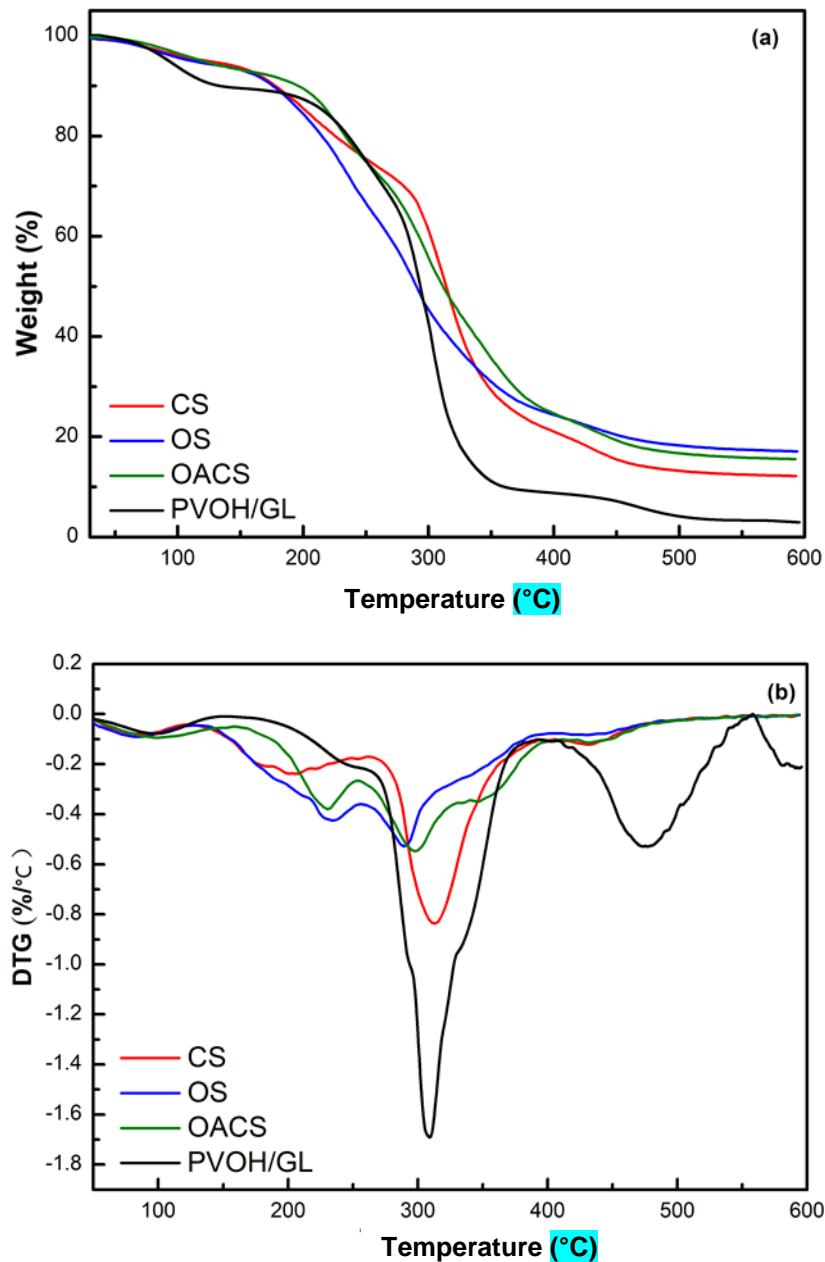 100
(a)
80
60
Weight (%)
40
CS
OS
20
OACS
PVOH/GL
0
100 200 300 400 500 600
Temperature (°C)
0.2
(b)
0.0
-0.2
-0.4
-0.6
DTG (%/℃)
-0.8
-1.0
-1.2
-1.4
CS
OS
-1.6
OACS
-1.8
PVOH/GL
100 200 300 400 500 600
Temperature (°C)